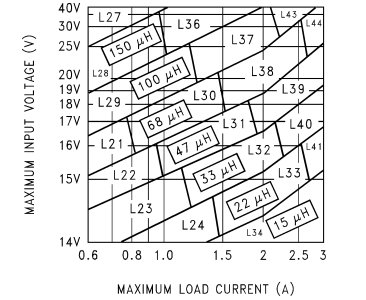 40V
L27
L36
L43
30V
L44
150 μH
L37
25V
L28
100 μH
L38
20V
19V
L29
L30
L39
18V
68 μH
17V
L31
L40
L21
47 μH
16V
L32
L41
L22
33 μH
L33
15V
22 μH
L23
15 μH
L24
L34
14V
0.6
0.8
1.0
1.5
2.0
2.5
3
MAXIMUM INPUT VOLTAGE (V)
MAXIMUM LOAD CURRENT (A)